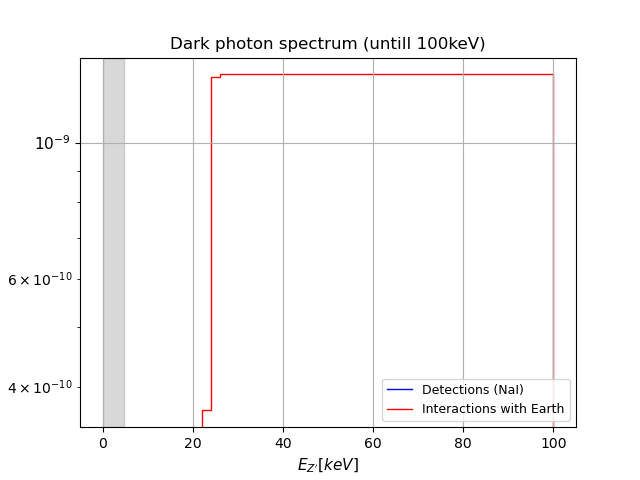 Dark photon spectrum (untill 100keV)
10⁻⁹
6 × 10⁻¹⁰
4 × 10⁻¹⁰
0 20 40 60 80 100
E_{Z'}[keV]
Detections (NaI)
Interactions with Earth